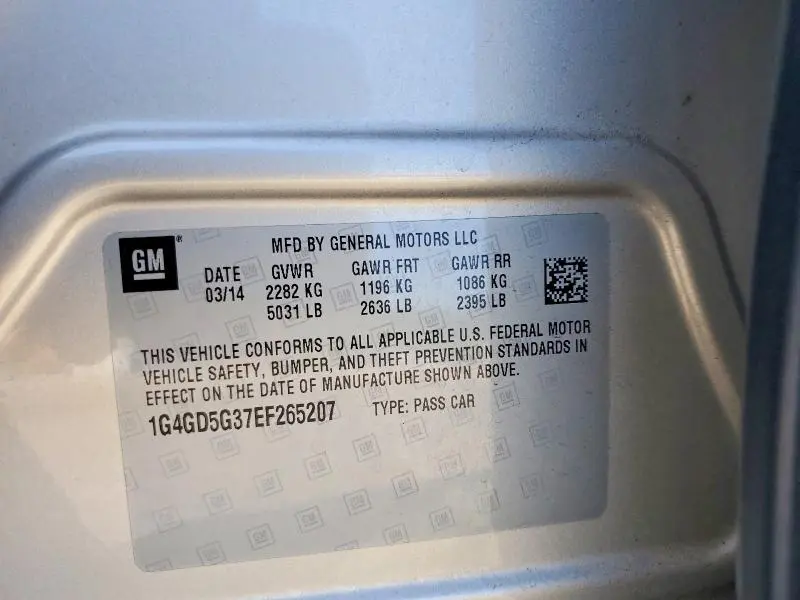 GM®
MFD BY GENERAL MOTORS LLC
DATE GVWR GAWR FRT GAWR RR
03/14 2282 KG 1196 KG 1086 KG
5031 LB 2636 LB 2395 LB
THIS VEHICLE CONFORMS TO ALL APPLICABLE U.S. FEDERAL MOTOR
VEHICLE SAFETY, BUMPER, AND THEFT PREVENTION STANDARDS IN
EFFECT ON THE DATE OF MANUFACTURE SHOWN ABOVE.
1G4GD5G37EF265207 TYPE: PASS CAR